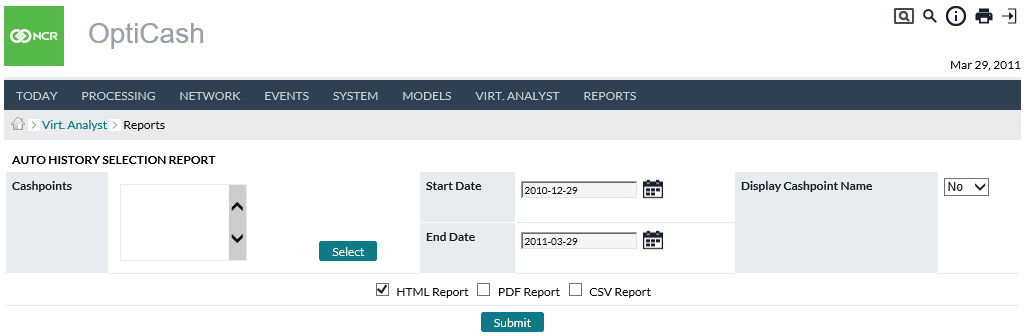 NCR
OptiCash
Mar 29, 2011
TODAY PROCESSING NETWORK EVENTS SYSTEM MODELS VIRT. ANALYST REPORTS
Virt. Analyst Reports
AUTO HISTORY SELECTION REPORT
Cashpoints
Select
Start Date 2010-12-29
End Date 2011-03-29
Display Cashpoint Name No
HTML Report PDF Report CSV Report
Submit